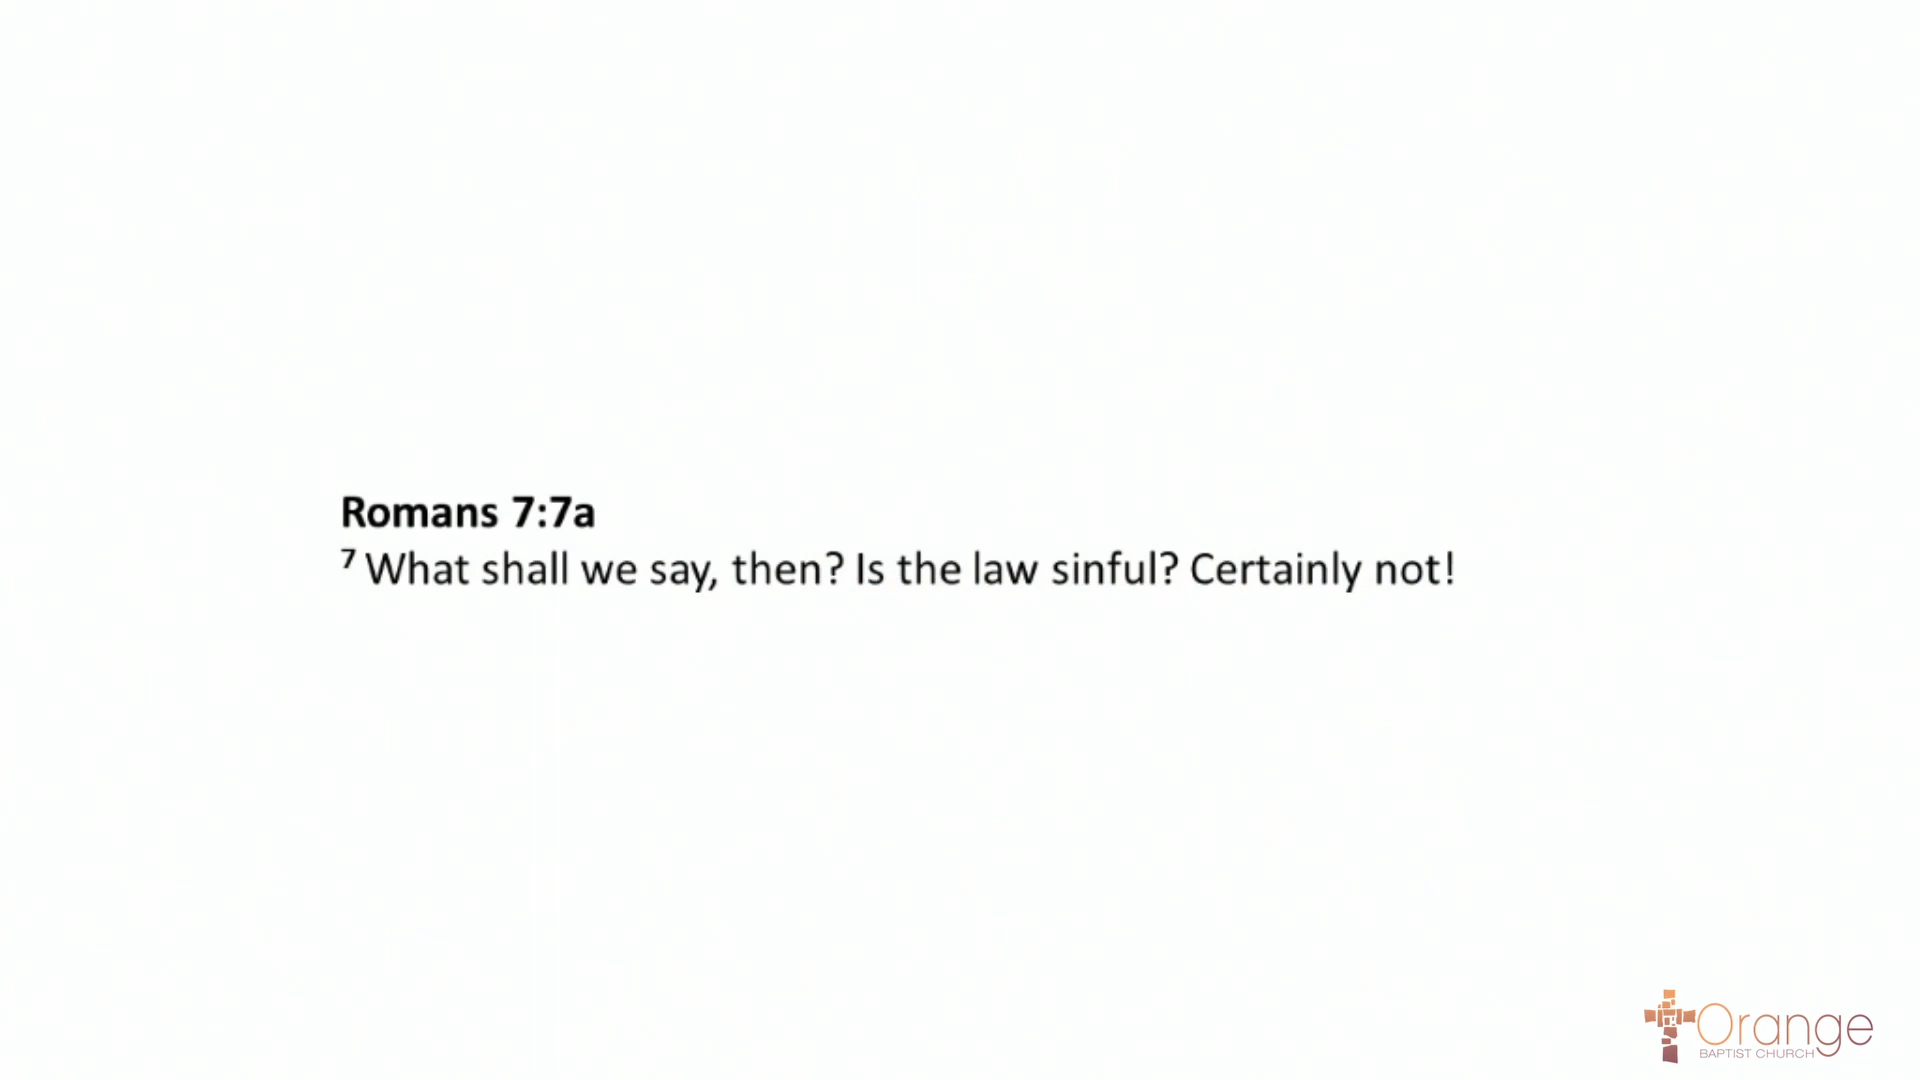 Romans 7:7a
⁷ What shall we say, then? Is the law sinful? Certainly not!
Orange
BAPTIST CHURCH